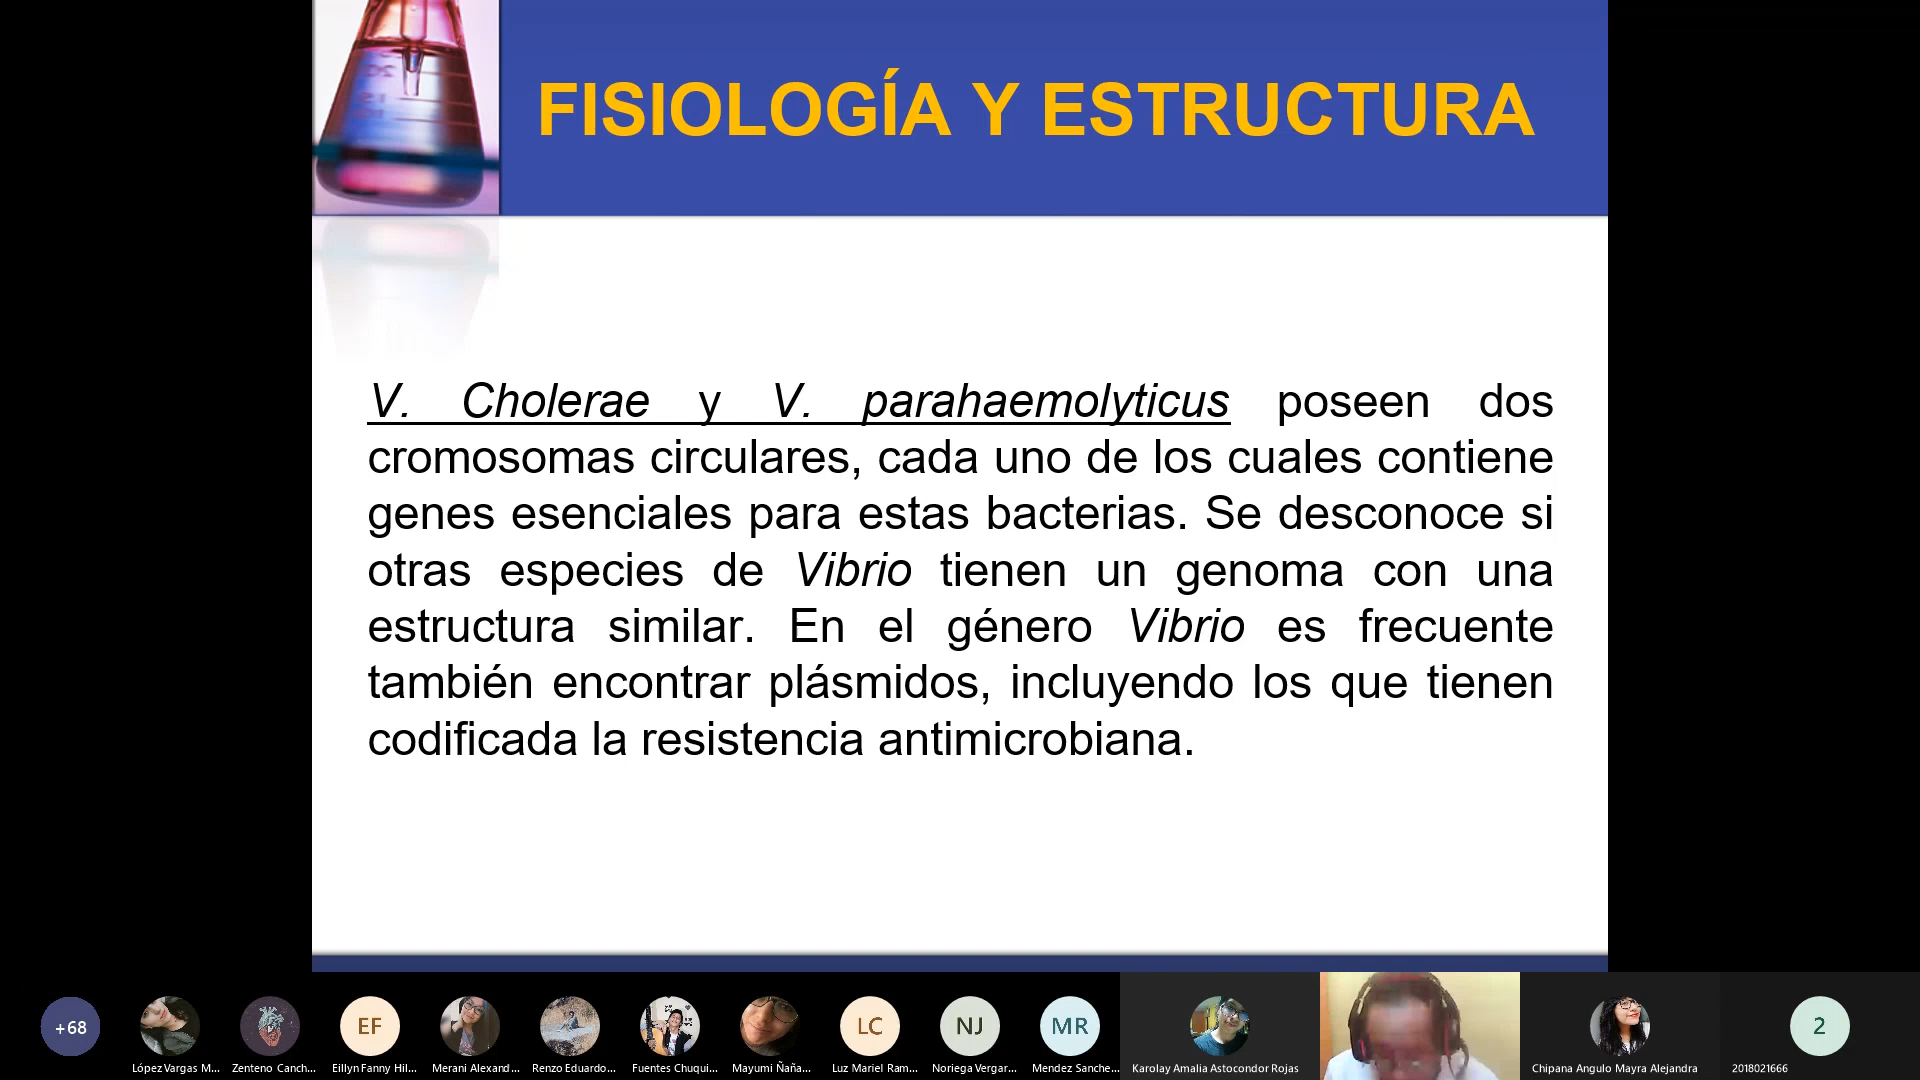 FISIOLOGÍA Y ESTRUCTURA
V. Cholerae y V. parahaemolyticus poseen dos
cromosomas circulares, cada uno de los cuales contiene
genes esenciales para estas bacterias. Se desconoce si
otras especies de Vibrio tienen un genoma con una
estructura similar. En el género Vibrio es frecuente
también encontrar plásmidos, incluyendo los que tienen
codificada la resistencia antimicrobiana.
+68
EF
LC
NJ
MR
2
López Vargas M...
Zenteno Canch...
Eillyn Fanny Hil...
Merani Alexand...
Renzo Eduardo...
Fuentes Chuqui...
Mayumi Ñaña...
Luz Mariel Ram...
Noriega Vergar...
Mendez Sanche...
Karolay Amalia Astocondor Rojas
Chipana Angulo Mayra Alejandra
2018021666